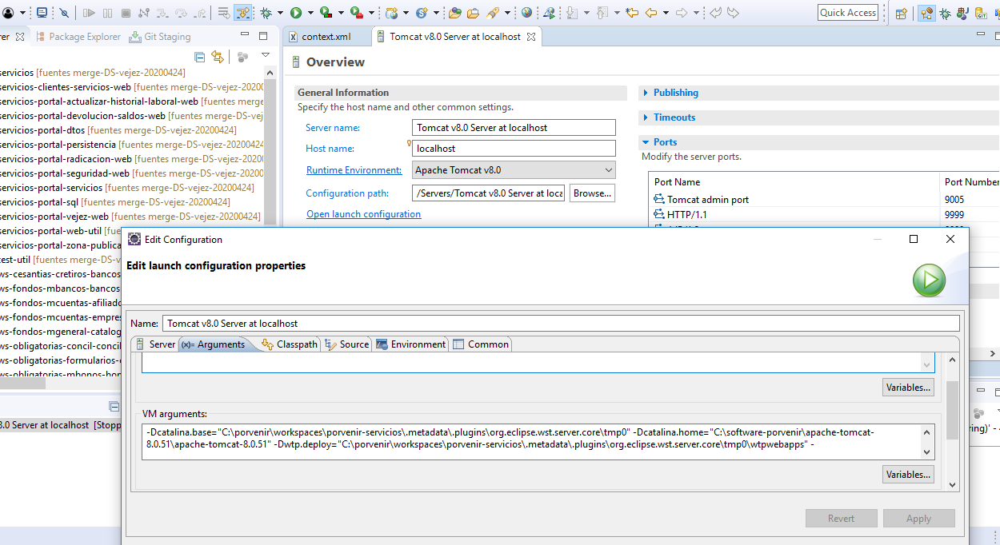 Quick Access
rer
Package Explorer
Git Staging
context.xml
Tomcat v8.0 Server at localhost
servicios [fuentes merge-DS-vejez-20200424]
servicios-clientes-servicios-web [fuentes merge-DS-vejez-2020
servicios-portal-actualizar-historial-laboral-web [fuentes merge
servicios-portal-devolucion-saldos-web [fuentes merge-DS-vej
servicios-portal-dtos [fuentes merge-DS-vejez-20200424]
servicios-portal-persistencia [fuentes merge-DS-vejez-20200424
servicios-portal-radicacion-web [fuentes merge-DS-vejez-20200
servicios-portal-seguridad-web [fuentes merge-DS-vejez-20200
servicios-portal-servicios [fuentes merge-DS-vejez-20200424]
servicios-portal-sql [fuentes merge-DS-vejez-20200424]
servicios-portal-vejez-web [fuentes merge-DS-vejez-20200424]
servicios-portal-web-util [fue
servicios-portal-zona-publica
test-util [fuentes merge-DS-v
ws-cesantias-cretiros-bancos
ws-fondos-mbancos-bancos
ws-fondos-mcuentas-afiliado
ws-fondos-mcuentas-empre
ws-fondos-mgeneral-catalog
ws-obligatorias-concil-concil
ws-obligatorias-formularios-
ws-obligatorias-mbonos-bon
8.0 Server at localhost [Stopp
Overview
General Information
Specify the host name and other common settings.
Server name:
Tomcat v8.0 Server at localhost
Host name:
localhost
Runtime Environment:
Apache Tomcat v8.0
Configuration path:
/Servers/Tomcat v8.0 Server at loca
Browse...
Open launch configuration
Publishing
Timeouts
Ports
Modify the server ports.
Port Name
Port Number
Tomcat admin port
9005
HTTP/1.1
9999
Edit Configuration
Edit launch configuration properties
Name:
Tomcat v8.0 Server at localhost
Server
(x)= Arguments
Classpath
Source
Environment
Common
Variables...
VM arguments:
-Dcatalina.base="C:\porvenir\workspaces\porvenir-servicios\.metadata\.plugins\org.eclipse.wst.server.core\tmp0" -Dcatalina.home="C:\software-porvenir\apache-tomcat-
8.0.51\apache-tomcat-8.0.51" -Dwtp.deploy="C:\porvenir\workspaces\porvenir-servicios\.metadata\.plugins\org.eclipse.wst.server.core\tmp0\wtpwebapps" -
Variables...
Revert
Apply
ring)' - 4